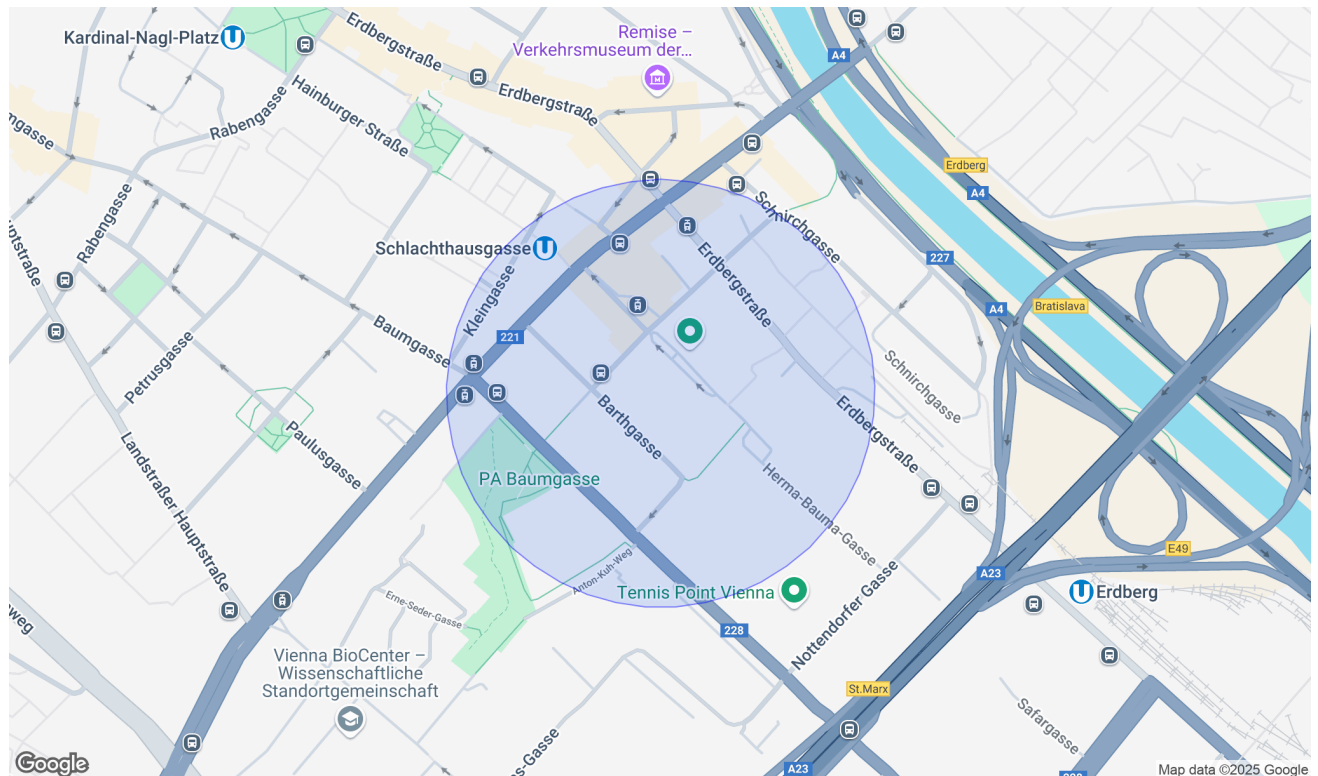 Kardinal-Nagl-Platz
U
Erdbergstraße
Remise –
Verkehrsmuseum der...
A4
Hainburger Straße
Erdbergstraße
Rabengasse
mgasse
Erdberg
A4
Rabengasse
Schnirchgasse
Schlachthausgasse
U
Erdbergstraße
227
uptstraße
Kleingasse
A4
Bratislava
221
Baumgasse
Petrusgasse
Schnirchgasse
Barthgasse
Erdbergstraße
Paulusgasse
Landstraßer Hauptstraße
PA Baumgasse
Herma-Bauma-Gasse
E49
Anton-Kuh-Weg
A23
U
Erdberg
Tennis Point Vienna
Erne-Seder-Gasse
Nottendorfer Gasse
228
weg
Vienna BioCenter –
Wissenschaftliche
Standortgemeinschaft
St.Marx
Safargasse
s-Gasse
A23
Google
Map data ©2025 Google